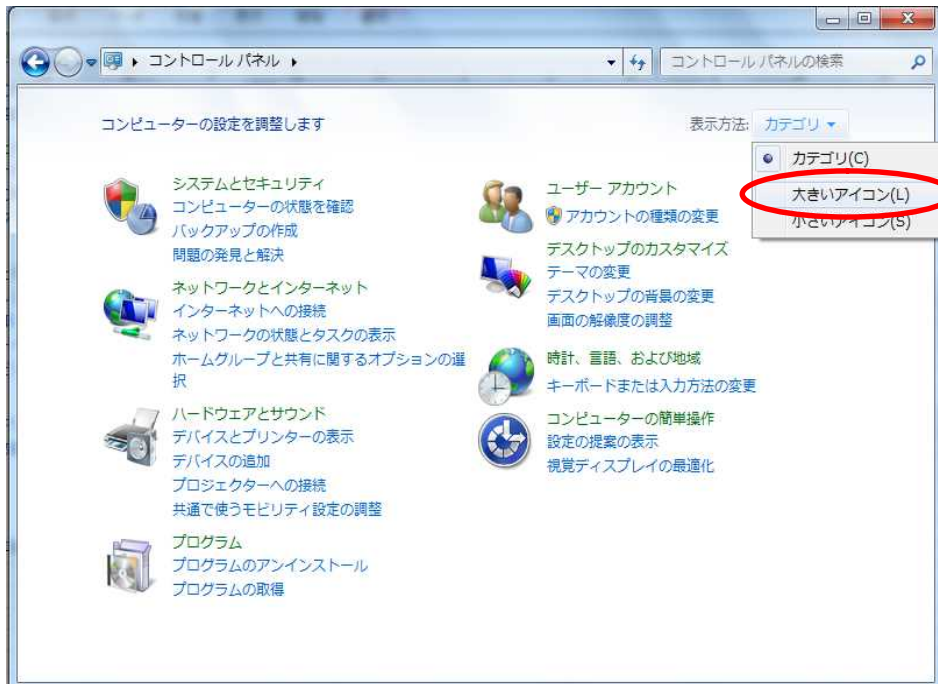 コントロール パネル
コントロール パネルの検索
コンピューターの設定を調整します
表示方法: カテゴリ
カテゴリ(C)
大きいアイコン(L)
小さいアイコン(S)
システムとセキュリティ
コンピューターの状態を確認
バックアップの作成
問題の発見と解決
ネットワークとインターネット
インターネットへの接続
ネットワークの状態とタスクの表示
ホームグループと共有に関するオプションの選
択
ハードウェアとサウンド
デバイスとプリンターの表示
デバイスの追加
プロジェクターへの接続
共通で使うモビリティ設定の調整
プログラム
プログラムのアンインストール
プログラムの取得
ユーザー アカウント
アカウントの種類の変更
デスクトップのカスタマイズ
テーマの変更
デスクトップの背景の変更
画面の解像度の調整
時計、言語、および地域
キーボードまたは入力方法の変更
コンピューターの簡単操作
設定の提案の表示
視覚ディスプレイの最適化